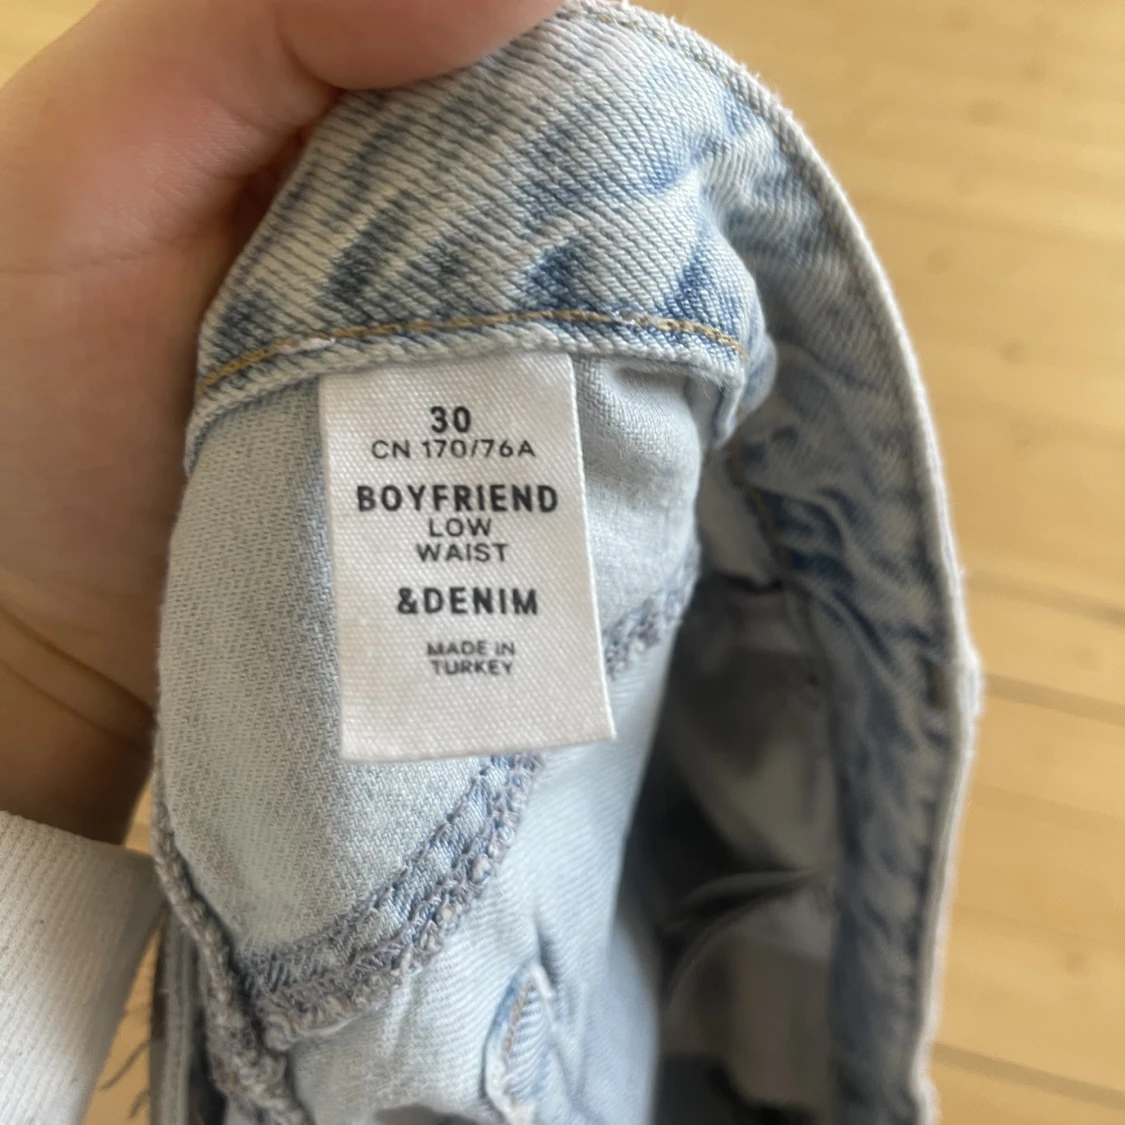 30
CN 170/76A
BOYFRIEND
LOW
WAIST
&DENIM
MADE IN
TURKEY